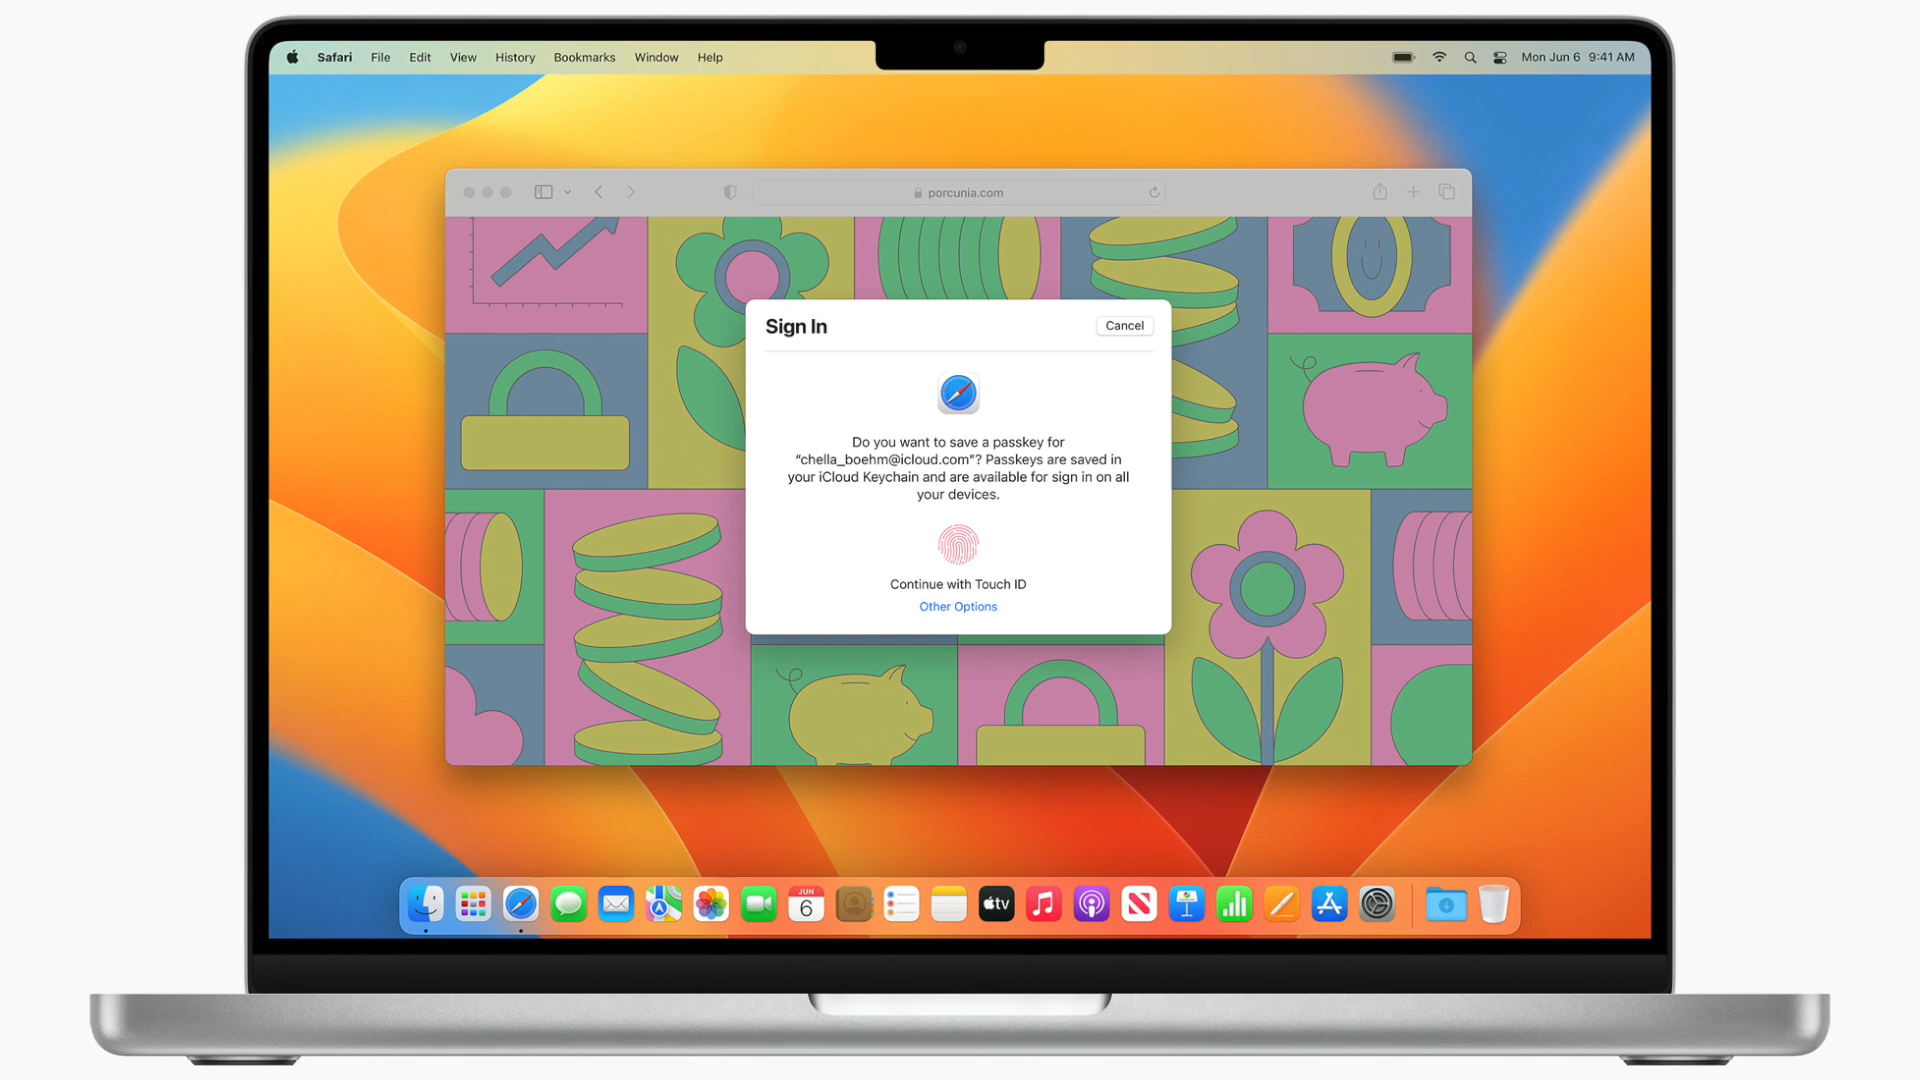 Safari File Edit View History Bookmarks Window Help Mon Jun 6 9:41 AM
porcunia.com
Sign In
Cancel
Do you want to save a passkey for
“chella_boehm@icloud.com”? Passkeys are saved in
your iCloud Keychain and are available for sign in on all
your devices.
Continue with Touch ID
Other Options
JUN
6
tv